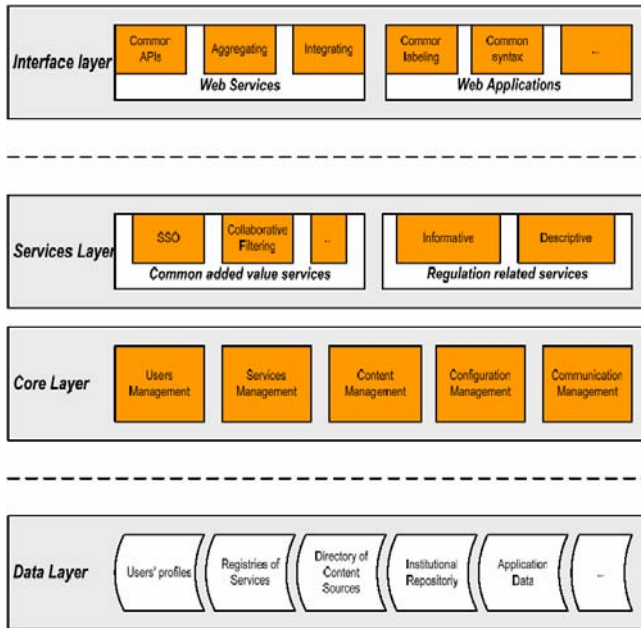 Interface layer
Common
APIs
Aggregating
Integrating
Web Services
Common
labeling
Common
syntax
...
Web Applications
Services Layer
SSO
Collaborative
Filtering
...
Common added value services
Informative
Descriptive
Regulation related services
Core Layer
Users
Management
Services
Management
Content
Management
Configuration
Management
Communication
Management
Data Layer
Users' profiles
Registries of
Services
Directory of
Content
Sources
Institutional
Repositoriy
Application
Data
...